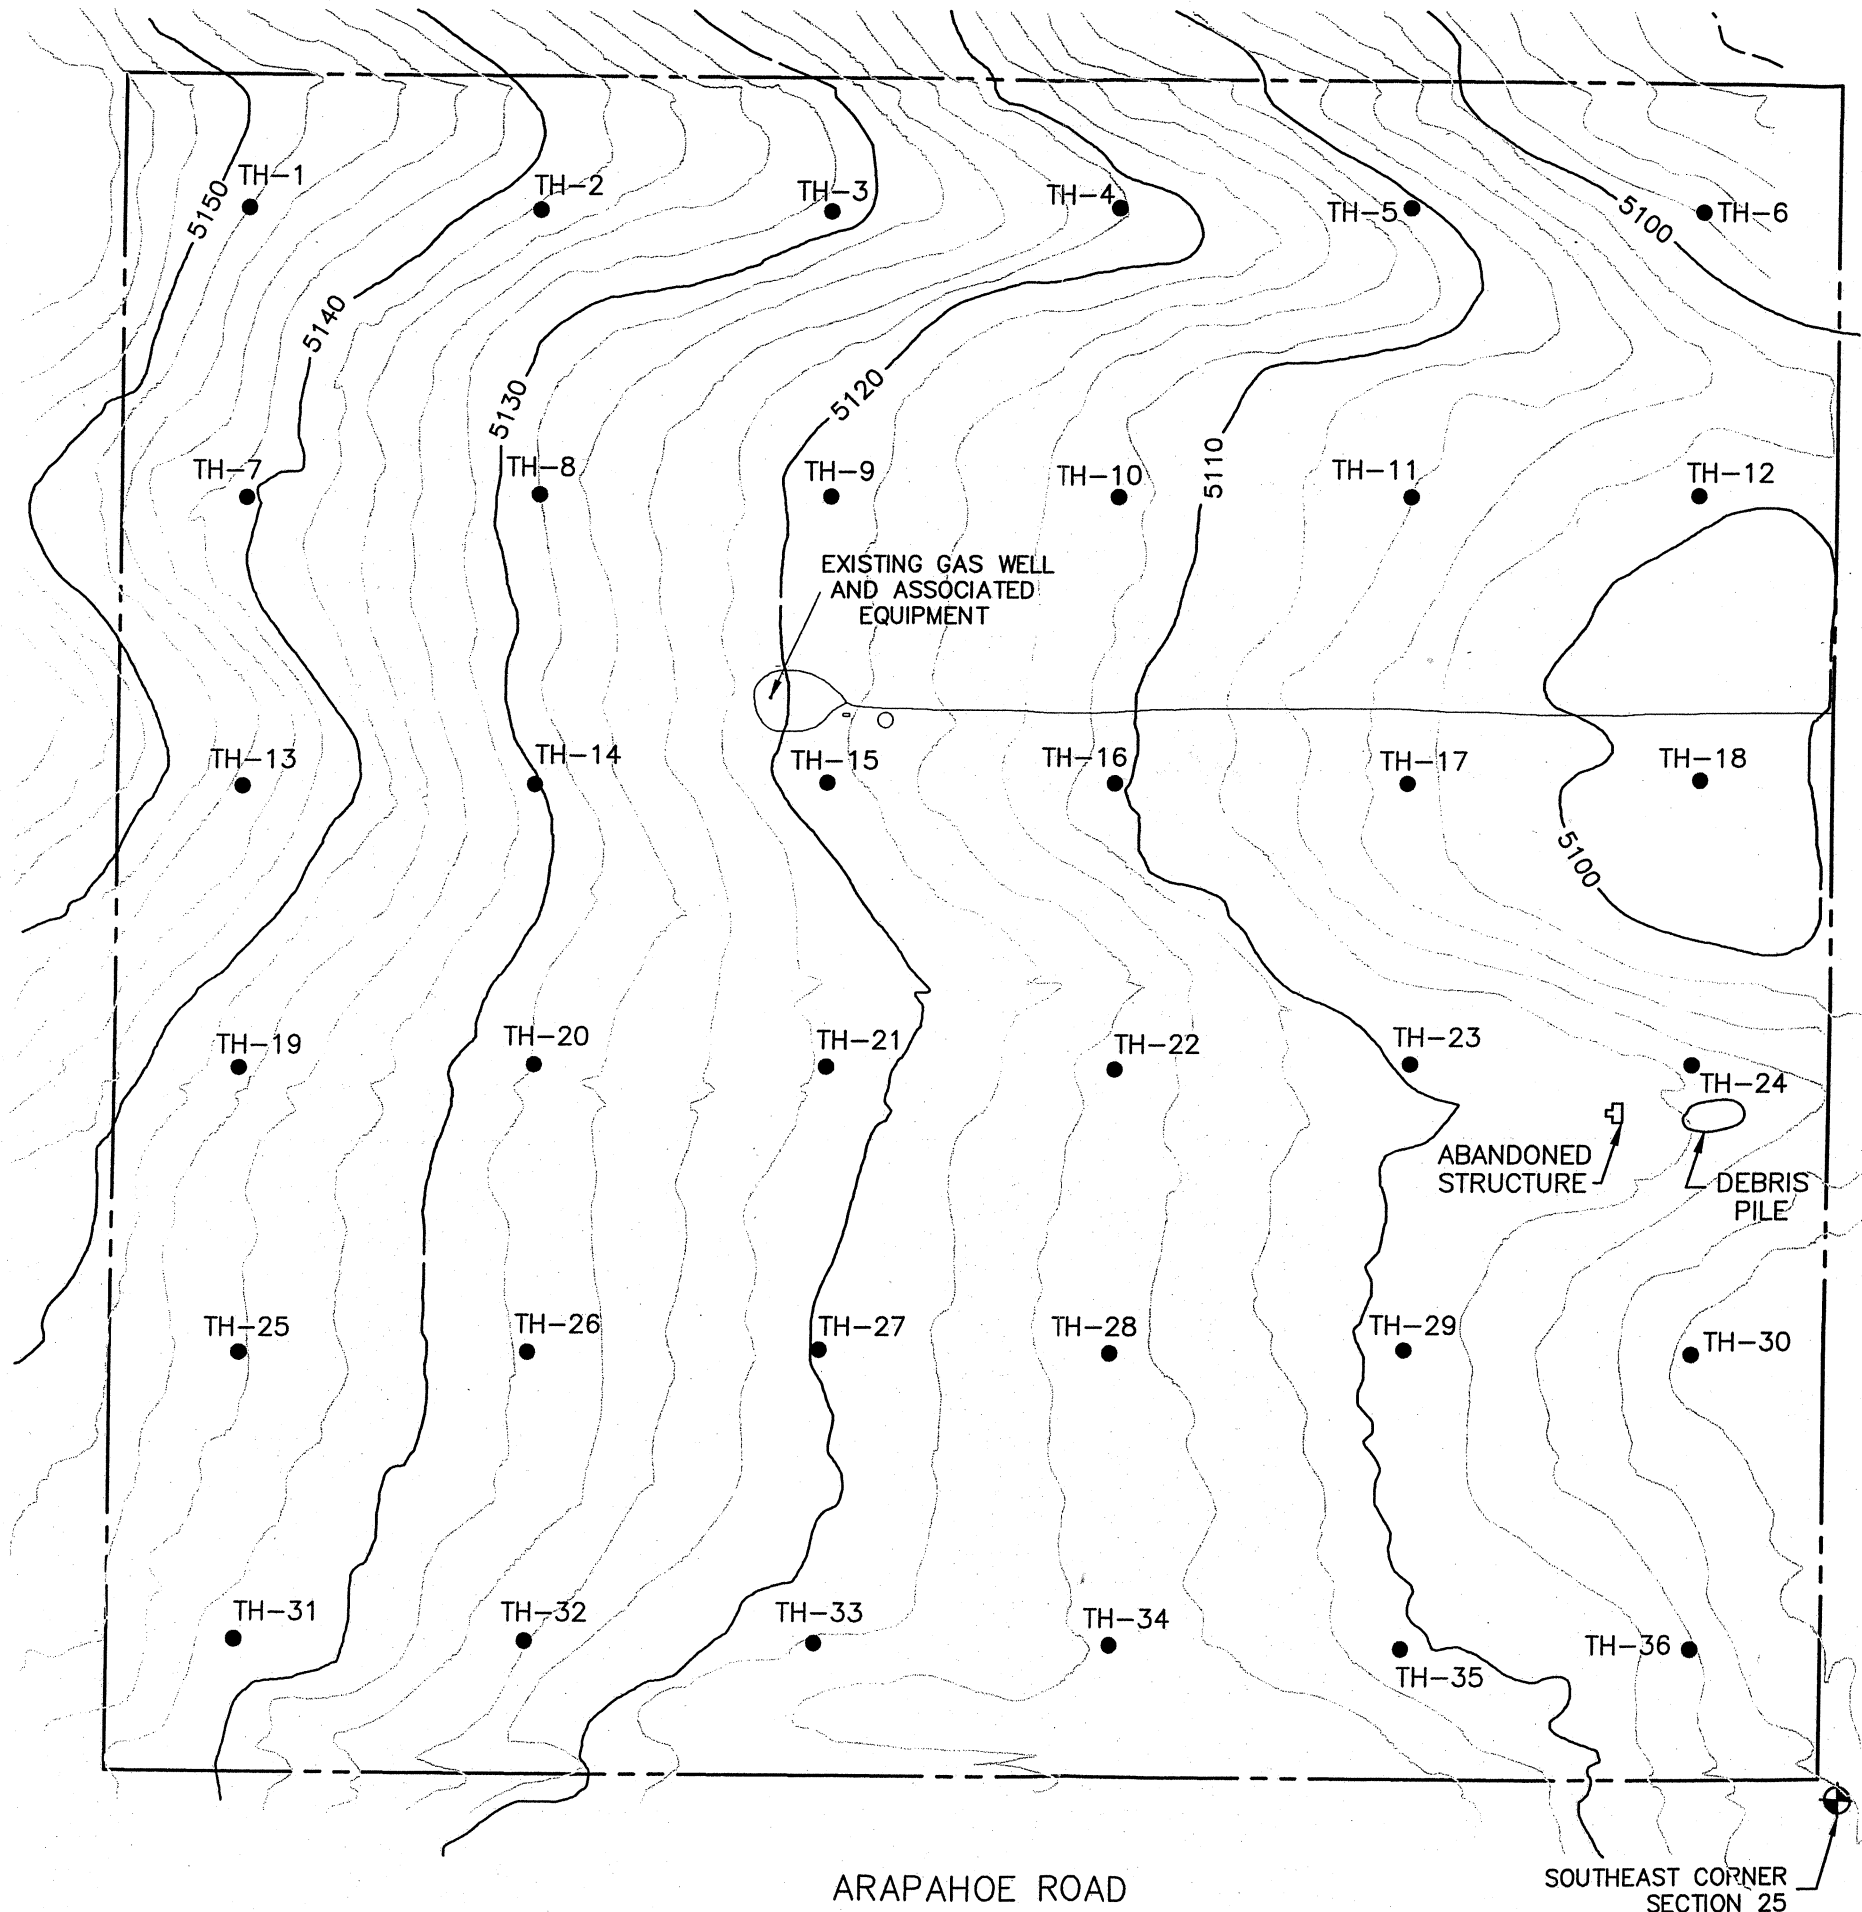 TH-1
TH-2
TH-3
TH-4
TH-5
TH-6
5150
5100
5140
5130
5120
5110
TH-7
TH-8
TH-9
TH-10
TH-11
TH-12
EXISTING GAS WELL
AND ASSOCIATED
EQUIPMENT
TH-13
TH-14
TH-15
TH-16
TH-17
TH-18
5100
TH-19
TH-20
TH-21
TH-22
TH-23
TH-24
ABANDONED
STRUCTURE
DEBRIS
PILE
TH-25
TH-26
TH-27
TH-28
TH-29
TH-30
TH-31
TH-32
TH-33
TH-34
TH-35
TH-36
ARAPAHOE ROAD
SOUTHEAST CORNER
SECTION 25